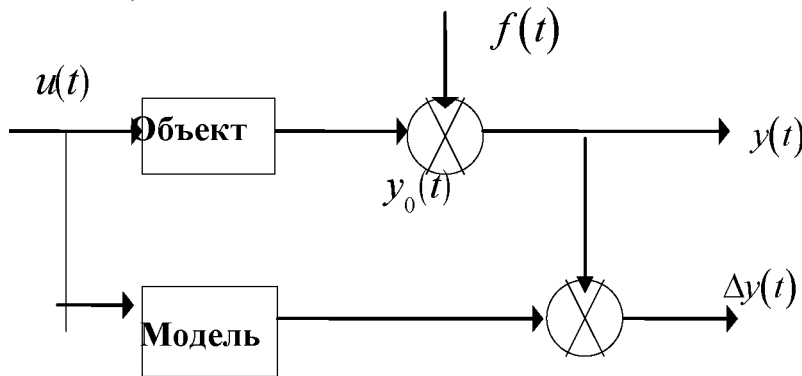 f(t)
u(t)
Объект
y(t)
y₀(t)
Δy(t)
Модель